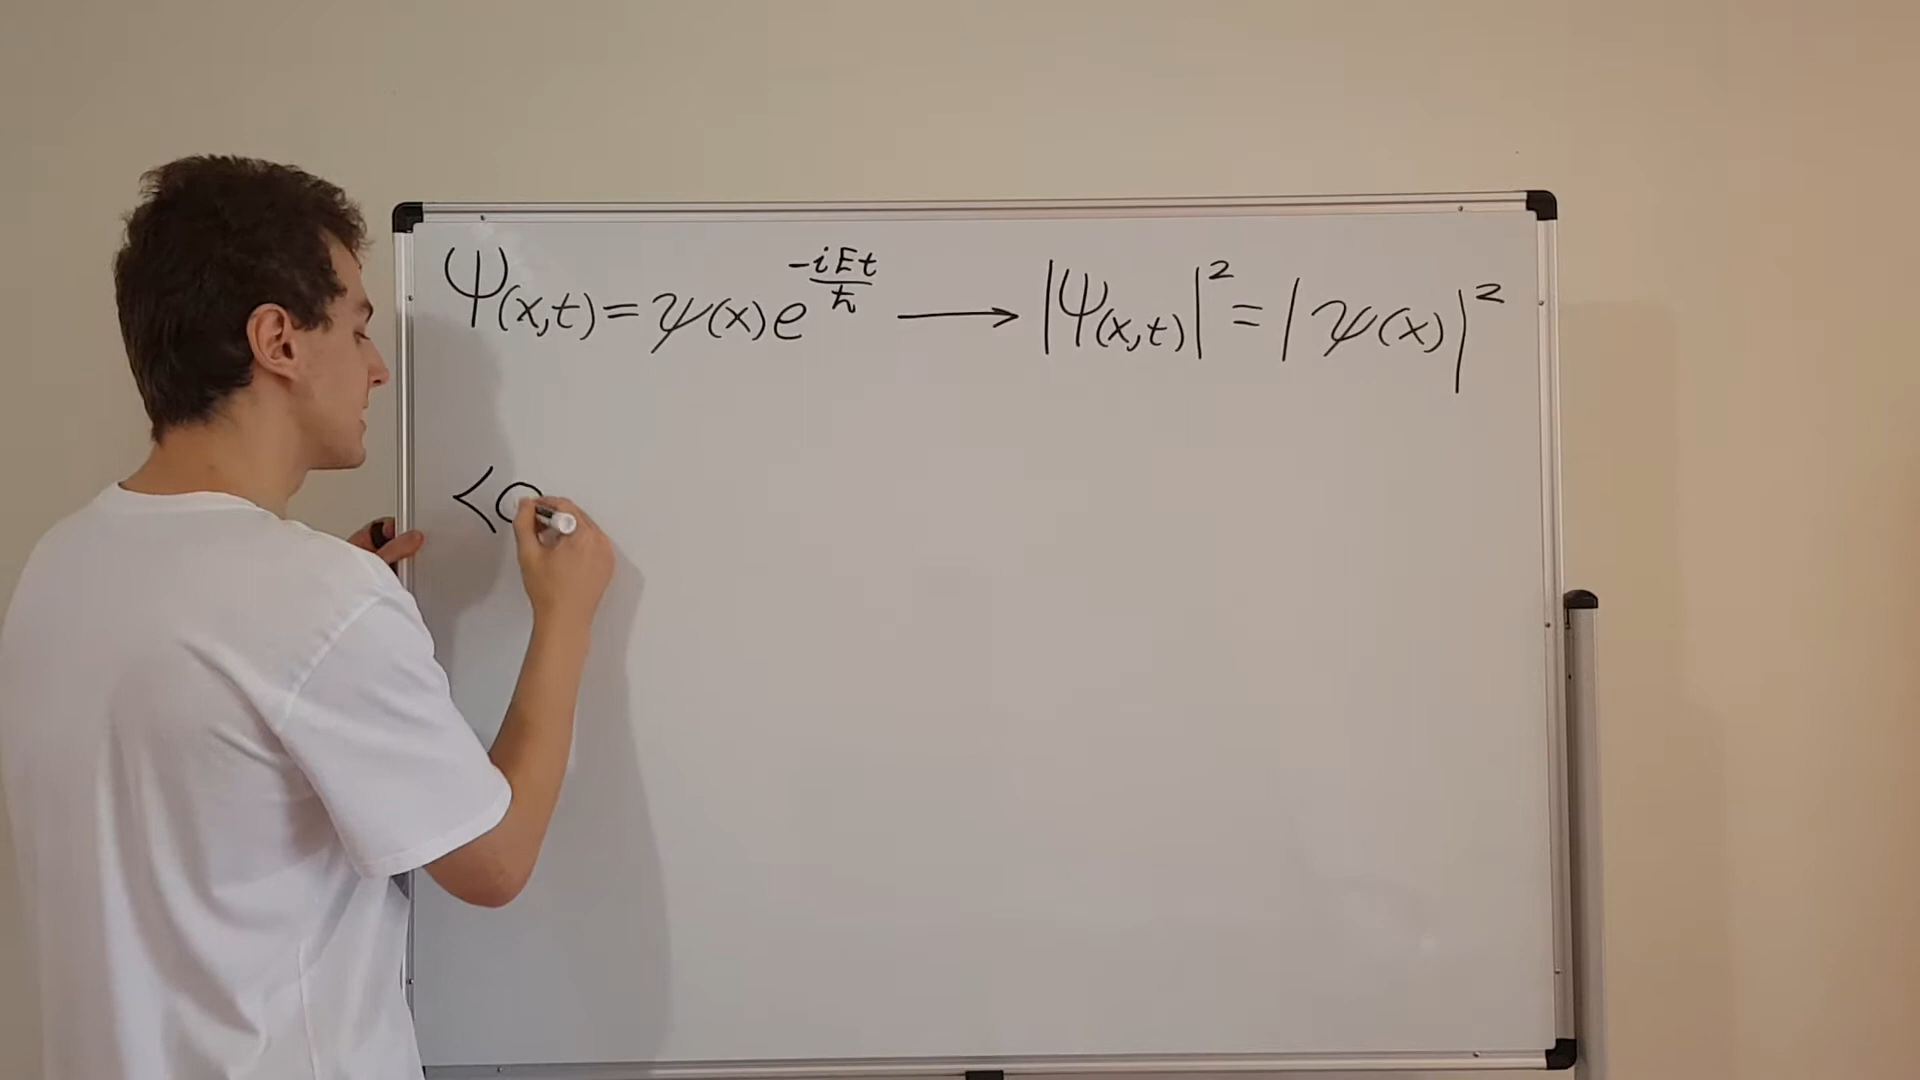 Ψ(x,t) = ψ(x) e^(-iEt/ħ) ⟶ |Ψ(x,t)|² = |ψ(x)|²
<